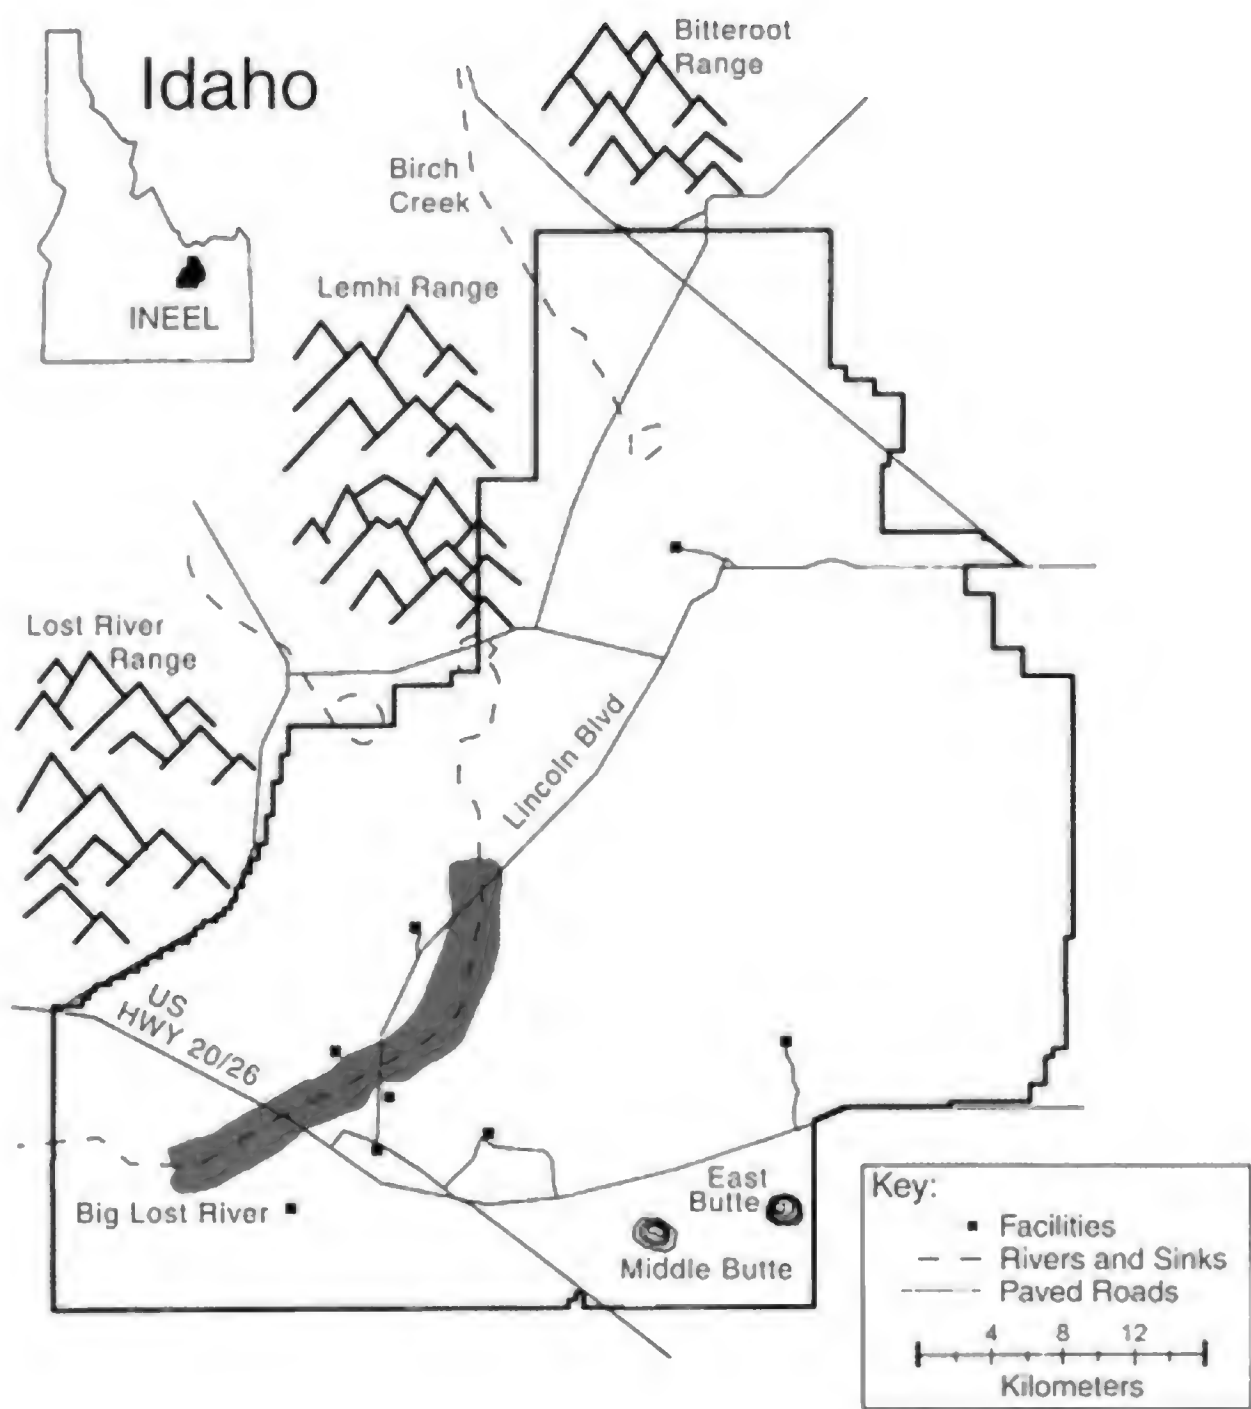 Idaho
INEEL
Bitteroot
Range
Birch
Creek
Lemhi Range
Lost River
Range
Lincoln Blvd
US
HWY 20/26
Big Lost River
East
Butte
Middle Butte
Key:
Facilities
Rivers and Sinks
Paved Roads
4 8 12
Kilometers